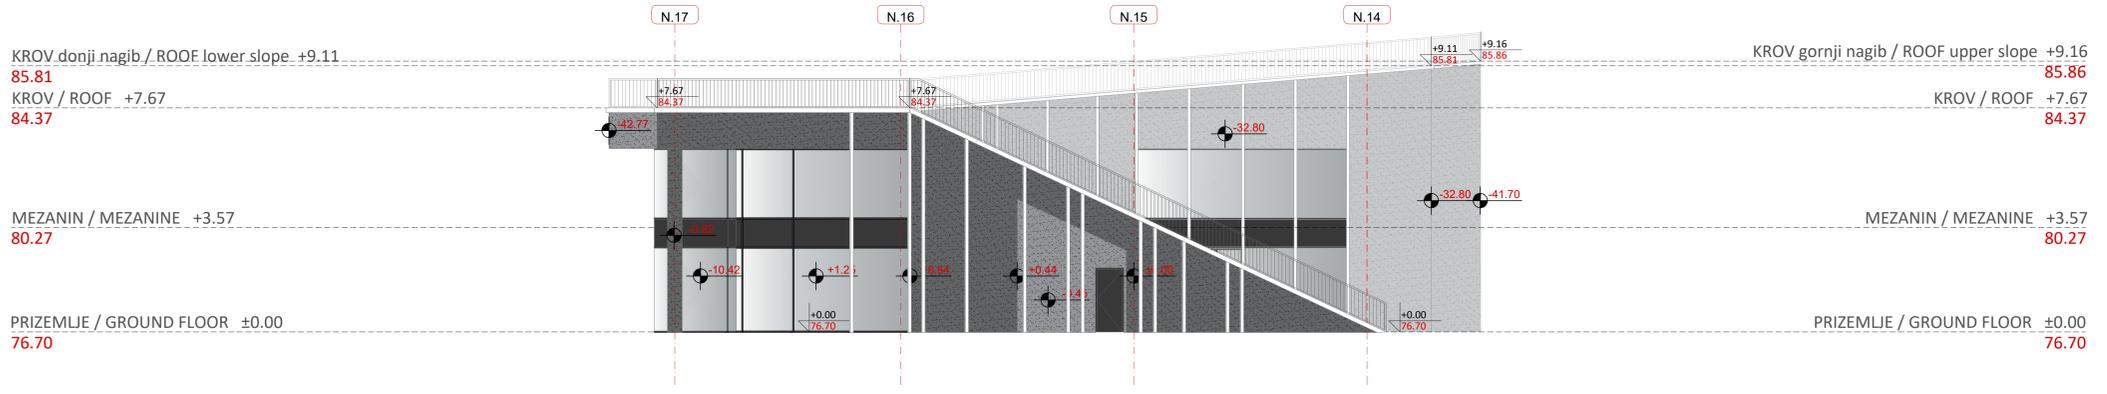 N.17
N.16
N.15
N.14
KROV donji nagib / ROOF lower slope +9.11
85.81
KROV / ROOF +7.67
84.37
MEZANIN / MEZANINE +3.57
80.27
PRIZEMLJE / GROUND FLOOR ±0.00
76.70
+7.67
84.37
+7.67
84.37
+9.11
85.81
+9.16
85.86
-42.77
-32.80
-32.80
-41.70
-10.42
+0.44
+0.00
76.70
+0.00
76.70
KROV gornji nagib / ROOF upper slope +9.16
85.86
KROV / ROOF +7.67
84.37
MEZANIN / MEZANINE +3.57
80.27
PRIZEMLJE / GROUND FLOOR ±0.00
76.70